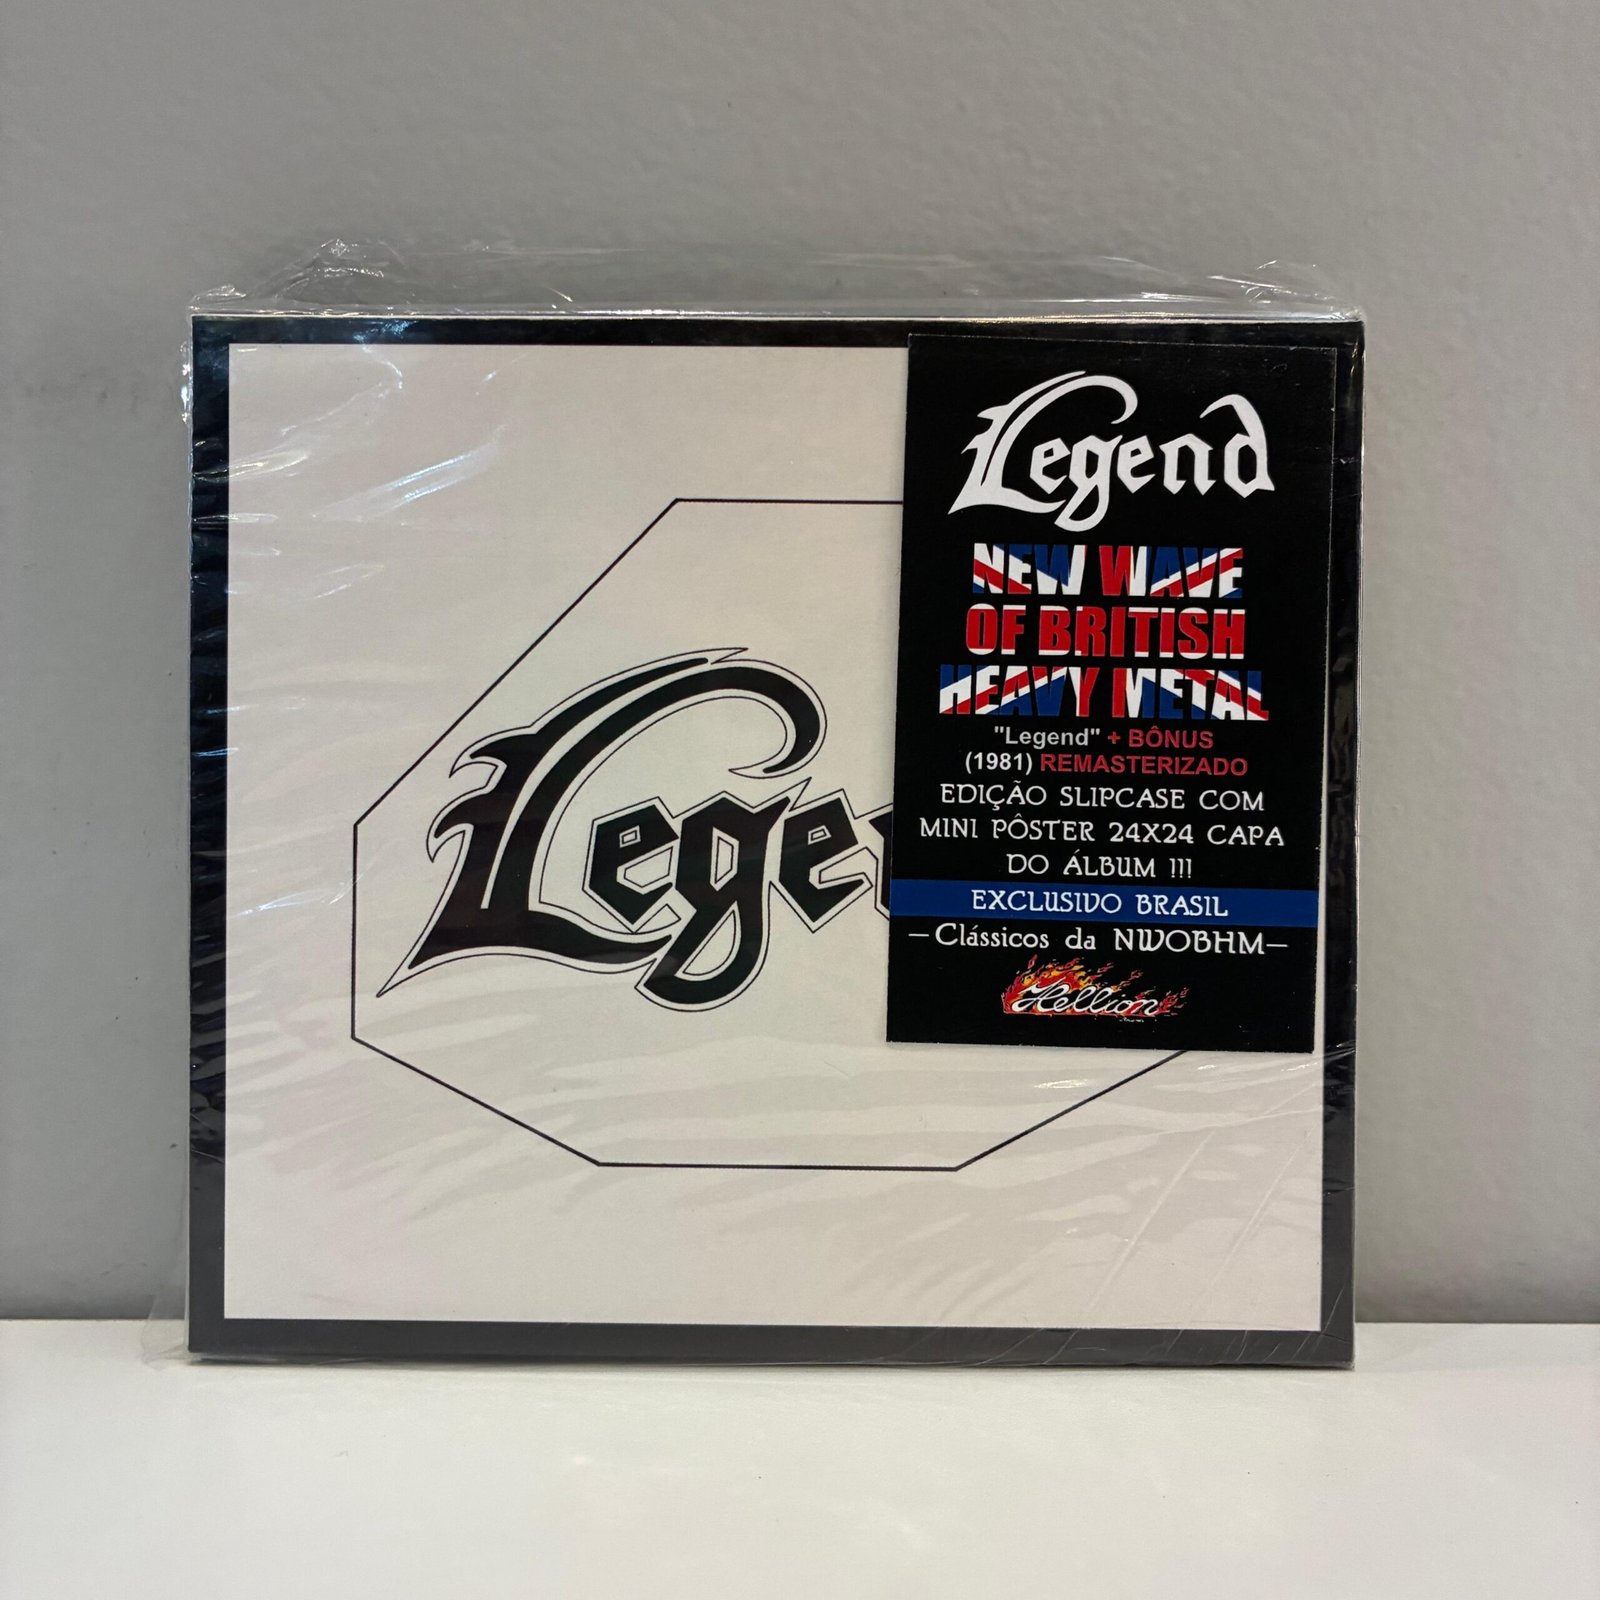 Legend
Legend
NEW WAVE
OF BRITISH
HEAVY METAL
"Legend" + BÔNUS
(1981) REMASTERIZADO
EDIÇÃO SLIPCASE COM
MINI PÔSTER 24X24 CAPA
DO ÁLBUM !!!
EXCLUSIVO BRASIL
—Clássicos da NWOBHM—
Hellion